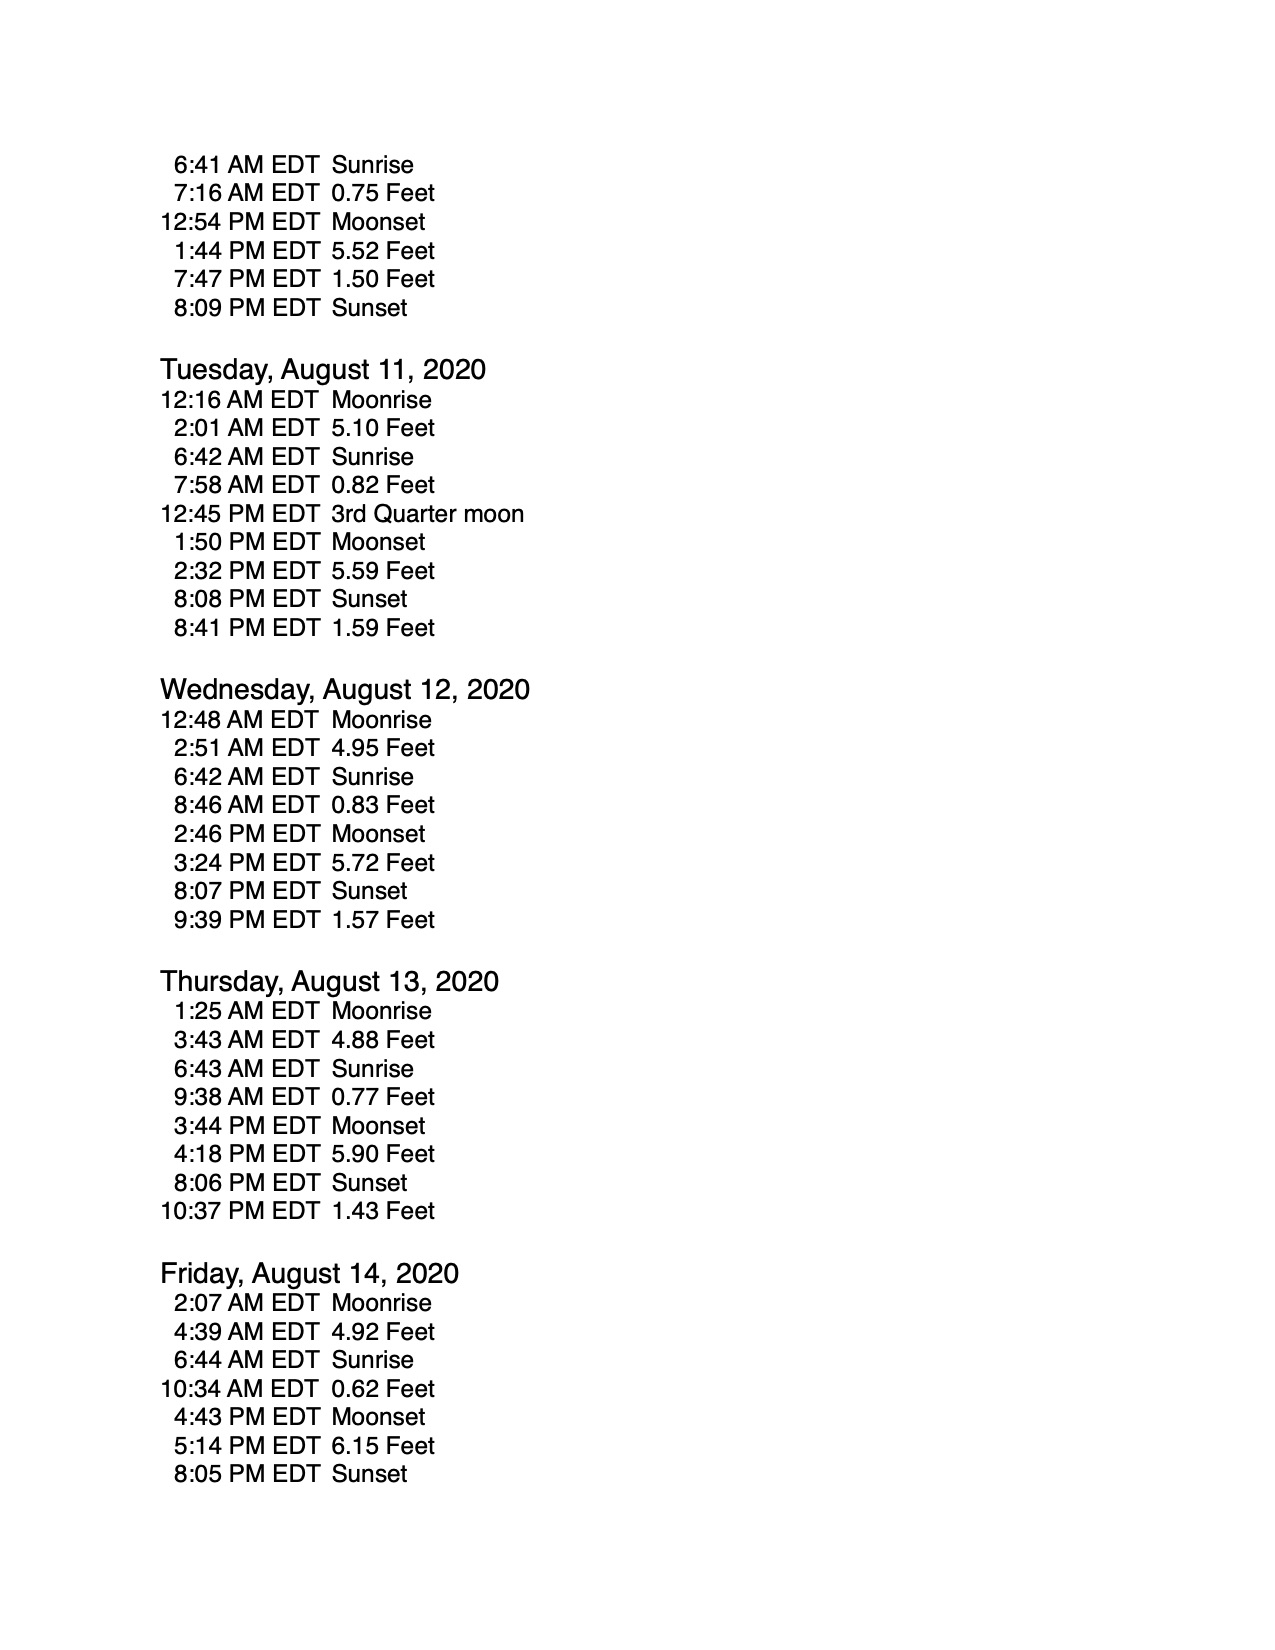 6:41 AM EDT Sunrise
7:16 AM EDT 0.75 Feet
12:54 PM EDT Moonset
1:44 PM EDT 5.52 Feet
7:47 PM EDT 1.50 Feet
8:09 PM EDT Sunset
Tuesday, August 11, 2020
12:16 AM EDT Moonrise
2:01 AM EDT 5.10 Feet
6:42 AM EDT Sunrise
7:58 AM EDT 0.82 Feet
12:45 PM EDT 3rd Quarter moon
1:50 PM EDT Moonset
2:32 PM EDT 5.59 Feet
8:08 PM EDT Sunset
8:41 PM EDT 1.59 Feet
Wednesday, August 12, 2020
12:48 AM EDT Moonrise
2:51 AM EDT 4.95 Feet
6:42 AM EDT Sunrise
8:46 AM EDT 0.83 Feet
2:46 PM EDT Moonset
3:24 PM EDT 5.72 Feet
8:07 PM EDT Sunset
9:39 PM EDT 1.57 Feet
Thursday, August 13, 2020
1:25 AM EDT Moonrise
3:43 AM EDT 4.88 Feet
6:43 AM EDT Sunrise
9:38 AM EDT 0.77 Feet
3:44 PM EDT Moonset
4:18 PM EDT 5.90 Feet
8:06 PM EDT Sunset
10:37 PM EDT 1.43 Feet
Friday, August 14, 2020
2:07 AM EDT Moonrise
4:39 AM EDT 4.92 Feet
6:44 AM EDT Sunrise
10:34 AM EDT 0.62 Feet
4:43 PM EDT Moonset
5:14 PM EDT 6.15 Feet
8:05 PM EDT Sunset